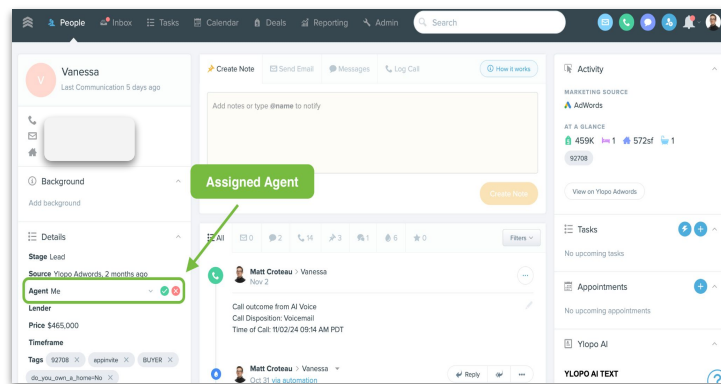 People Inbox Tasks Calendar Deals Reporting Admin Search
V
Vanessa
Last Communication 5 days ago
Background
Add background
Details
Stage Lead
Source Ylopo Adwords, 2 months ago
Agent Me
Lender
Price $465,000
Timeframe
Tags 92708 X appinvite X BUYER X
do_you_own_a_home=No X
Assigned Agent
Create Note Send Email Messages Log Call How it works
Add notes or type @name to notify
Create Note
All 0 2 14 3 1 6 0 Filters
Matt Croteau > Vanessa
Nov 2
Call outcome from AI Voice
Call Disposition: Voicemail
Time of Call: 11/02/24 09:14 AM PDT
Matt Croteau > Vanessa
Oct 31 via automation
Reply
Activity
MARKETING SOURCE
AdWords
AT A GLANCE
459K 1 572sf 1
92708
View on Ylopo Adwords
Tasks
No upcoming tasks
Appointments
No upcoming appointments
Ylopo AI
YLOPO AI TEXT